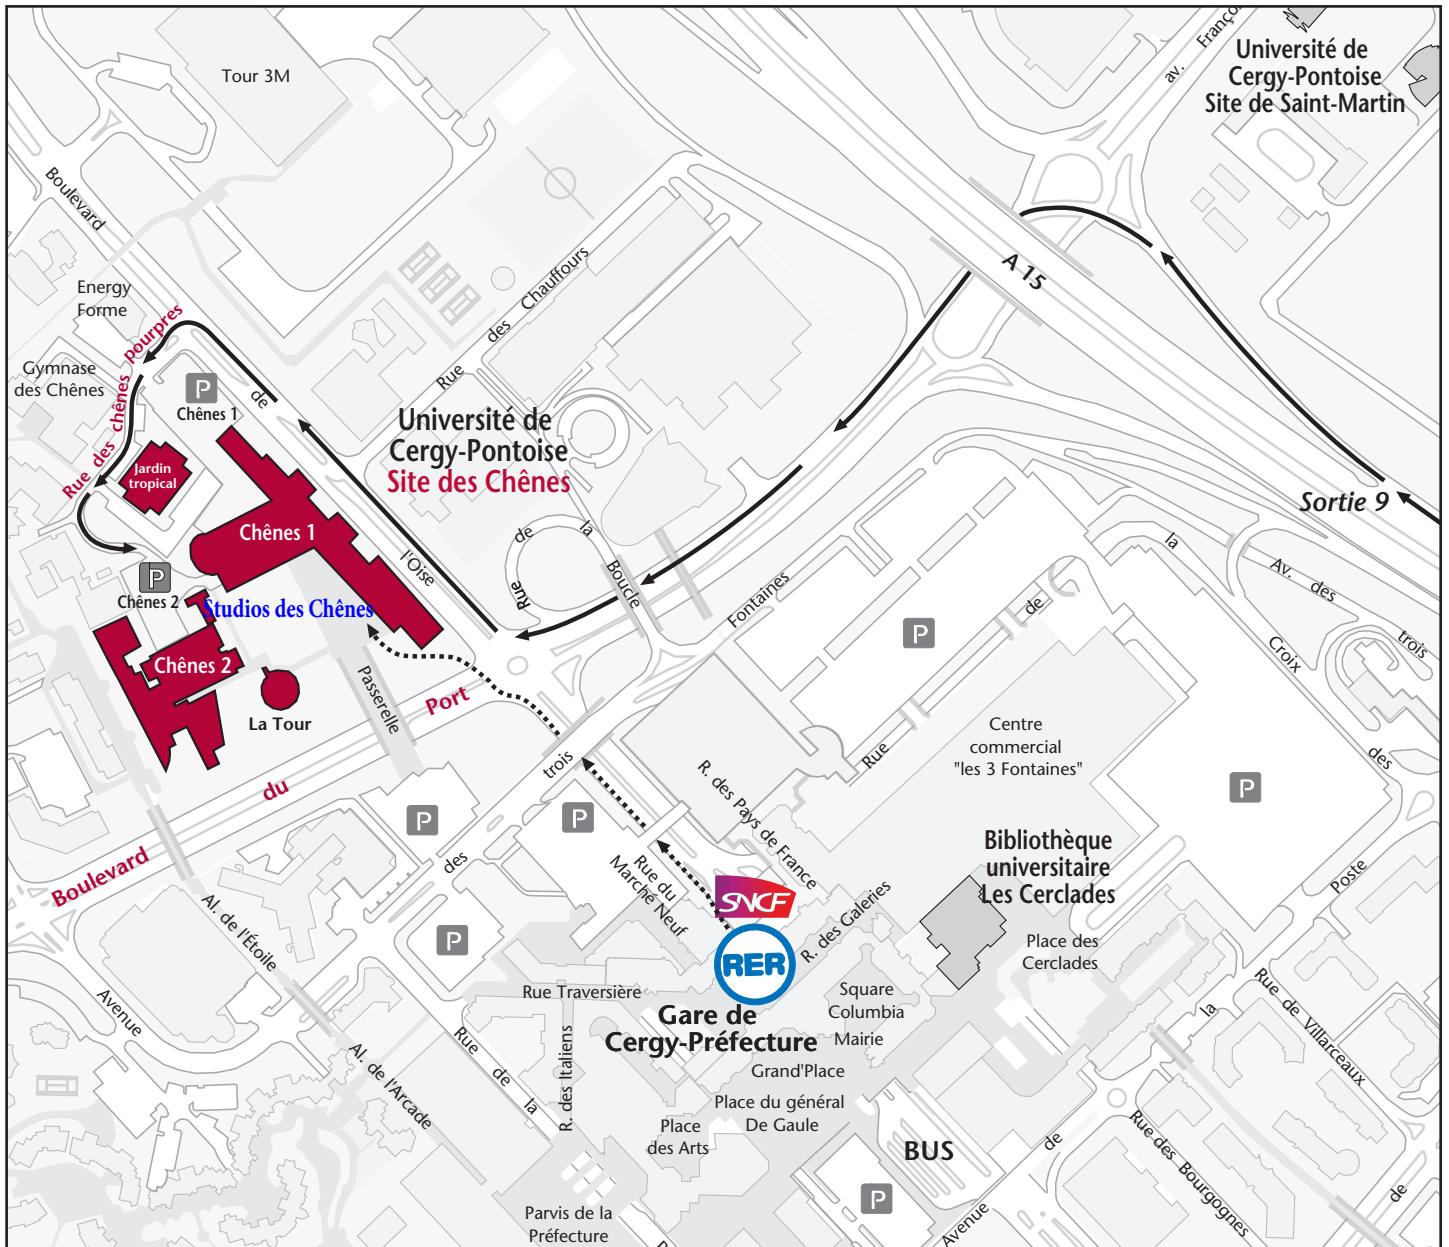 Tour 3M
av. Franço
Université de
Cergy-Pontoise
Site de Saint-Martin
Boulevard
Energy
Forme
Gymnase
des Chênes
Rue des chênes pourpres
P
Chênes 1
de
Rue des Chauffours
A 15
Université de
Cergy-Pontoise
Site des Chênes
Jardin
tropical
Sortie 9
Chênes 1
l'Oise
Rue de la Boucle
P
Chênes 2
Studios des Chênes
Chênes 2
La Tour
Passerelle
Boulevard du Port
Fontaines
trois
des
P
Rue de
la
Croix
des
Av. des trois
Centre
commercial
"les 3 Fontaines"
P
P
P
P
R. des Pays de France
Rue du
Marché Neuf
SNCF
RER
R. des Galeries
Bibliothèque
universitaire
Les Cerclades
Place des
Cerclades
Poste
la
de
Avenue
Al. de l'Étoile
Avenue
Al. de l'Arcade
Rue de la
Rue Traversière
R. des Italiens
Gare de
Cergy-Préfecture
Square
Columbia
Mairie
Grand'Place
Place du général
De Gaule
Place
des Arts
BUS
P
Parvis de la
Préfecture
Rue de Villarceaux
Rue des Bourgognes
de